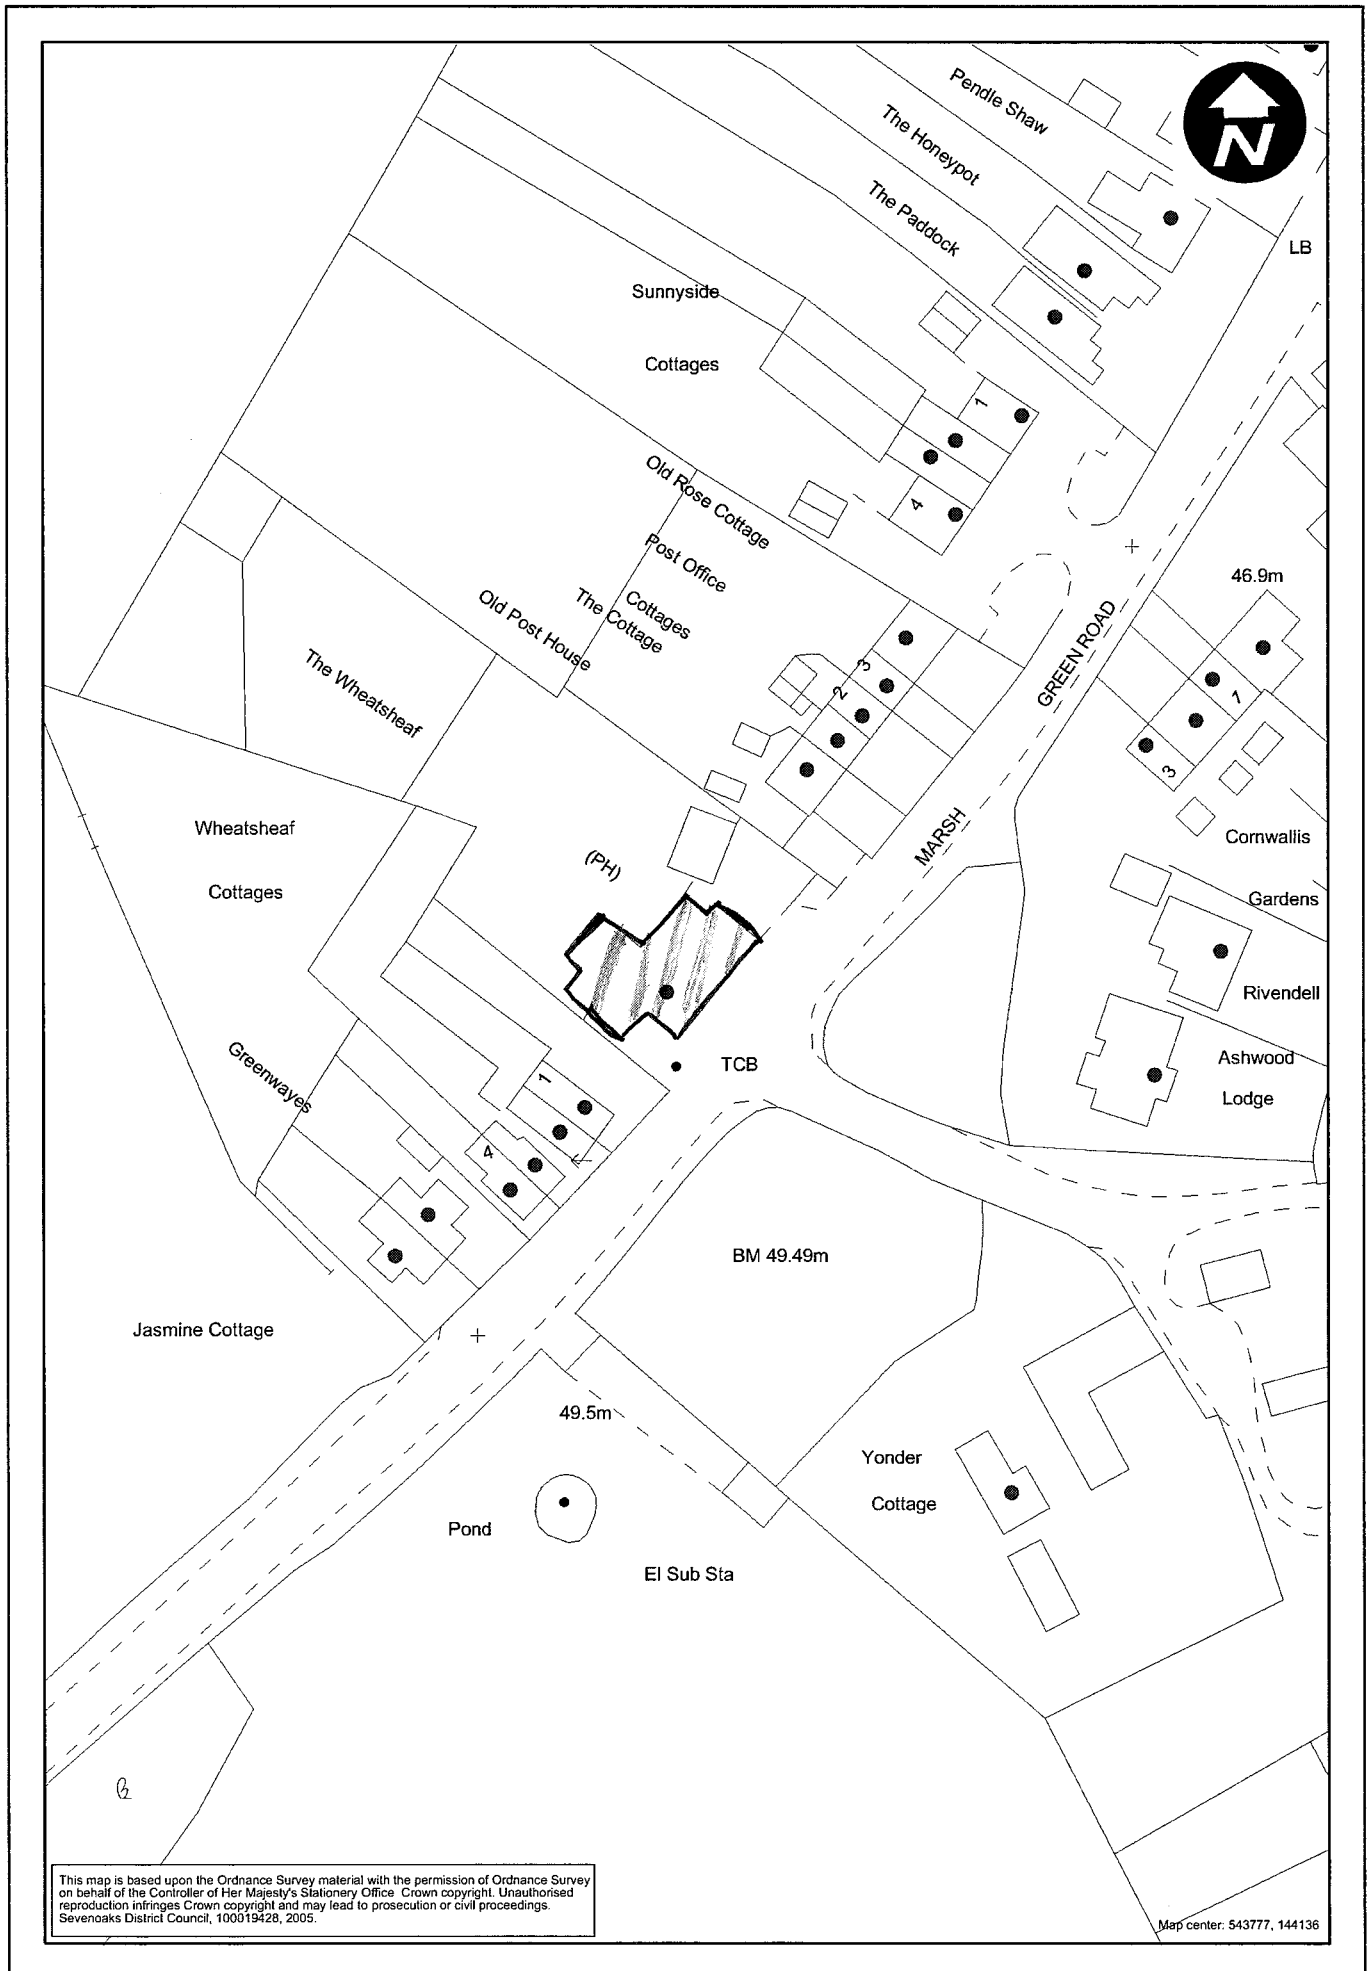 Pendle Shaw
The Honeypot
The Paddock
N
LB
Sunnyside
Cottages
1
4
Old Rose Cottage
Post Office
Cottages
The Cottage
Old Post House
The Wheatsheaf
3
2
46.9m
GREEN ROAD
MARSH
1
3
Wheatsheaf
Cottages
(PH)
Cornwallis
Gardens
Rivendell
Ashwood
Lodge
TCB
Greenwayes
1
4
BM 49.49m
Jasmine Cottage
49.5m
Yonder
Cottage
Pond
El Sub Sta
This map is based upon the Ordnance Survey material with the permission of Ordnance Survey
on behalf of the Controller of Her Majesty's Stationery Office Crown copyright. Unauthorised
reproduction infringes Crown copyright and may lead to prosecution or civil proceedings.
Sevenoaks District Council, 100019428, 2005.
Map center: 543777, 144136